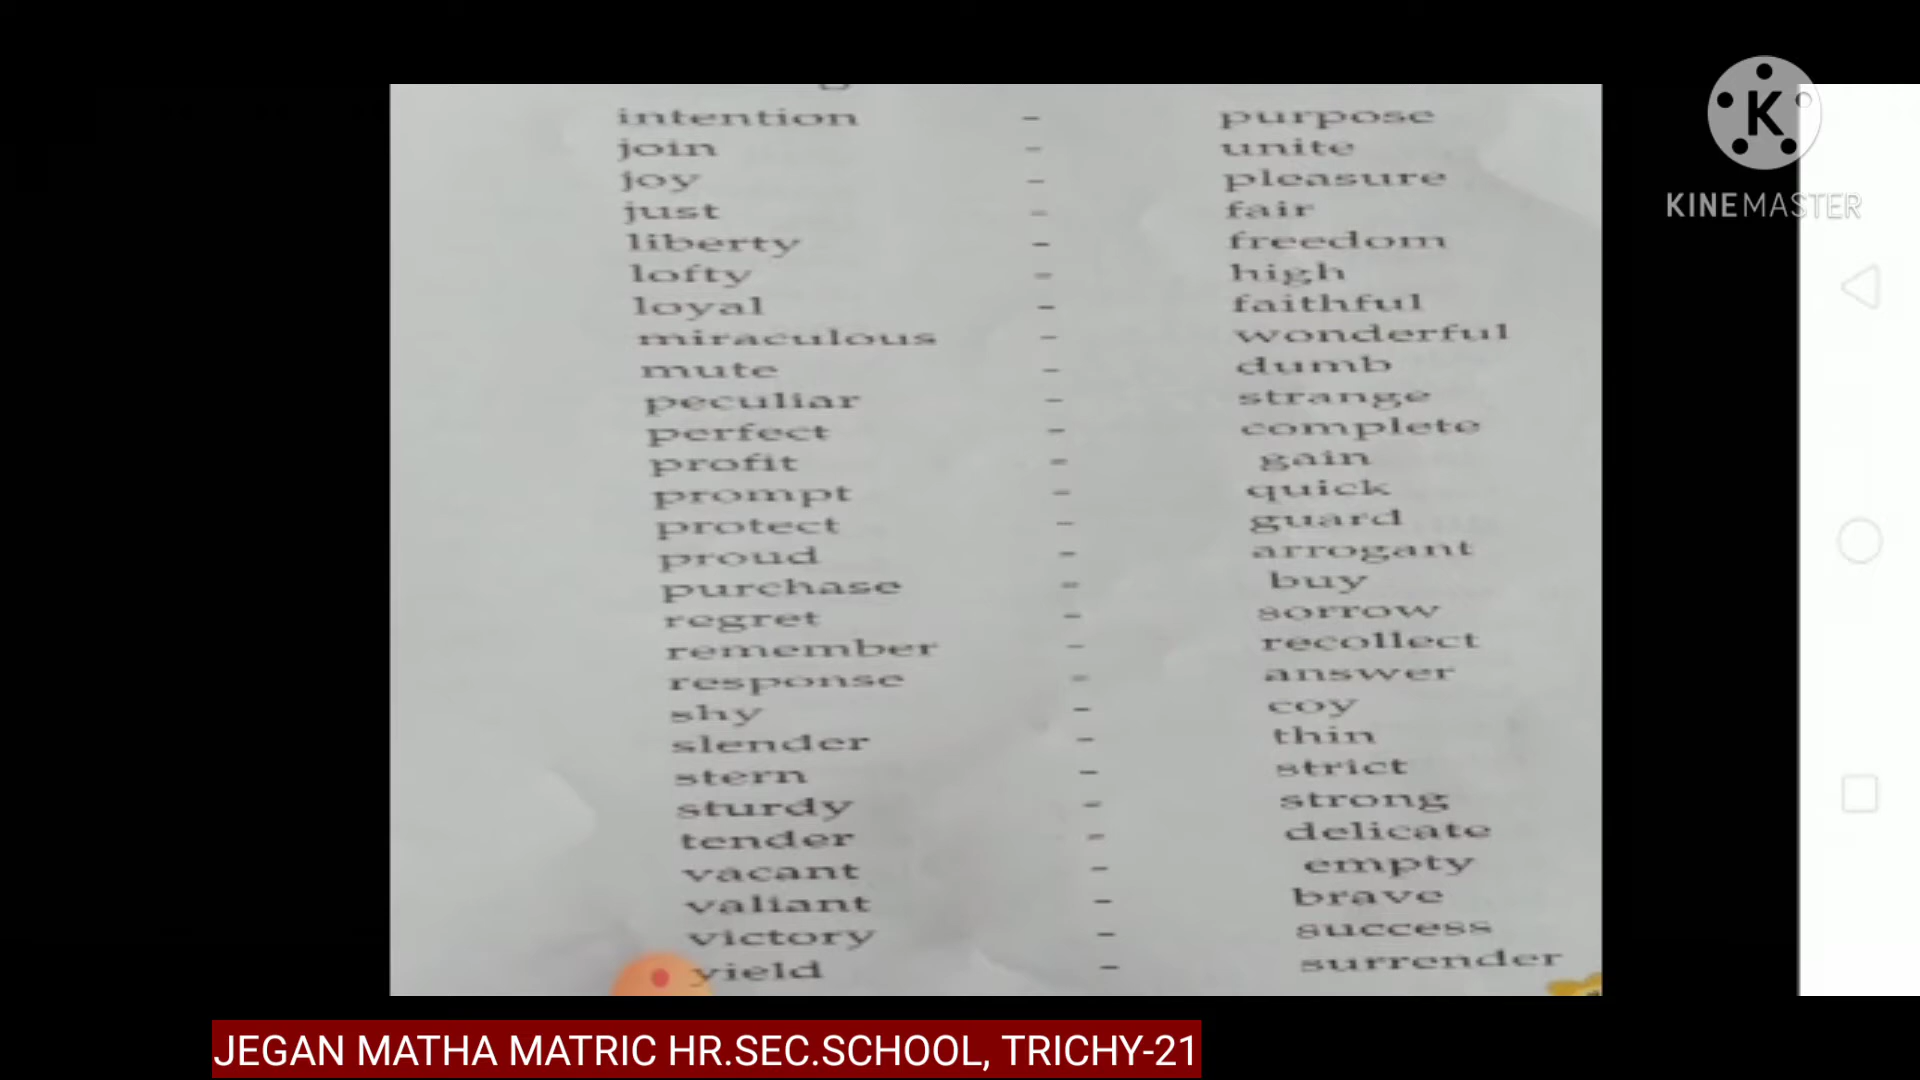 intention - purpose
join - unite
joy - pleasure
just - fair
liberty - freedom
lofty - high
loyal - faithful
miraculous - wonderful
mute - dumb
peculiar - strange
perfect - complete
profit - gain
prompt - quick
protect - guard
proud - arrogant
purchase - buy
regret - sorrow
remember - recollect
response - answer
shy - coy
slender - thin
stern - strict
sturdy - strong
tender - delicate
vacant - empty
valiant - brave
victory - success
yield - surrender
K
KINEMASTER
JEGAN MATHA MATRIC HR.SEC.SCHOOL, TRICHY-21